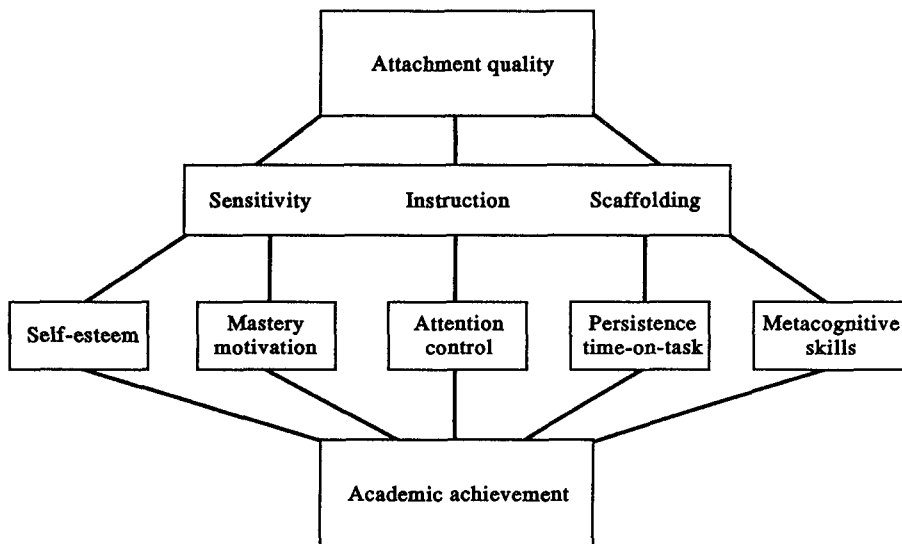 Attachment quality
Sensitivity Instruction Scaffolding
Self-esteem
Mastery
motivation
Attention
control
Persistence
time-on-task
Metacognitive
skills
Academic achievement